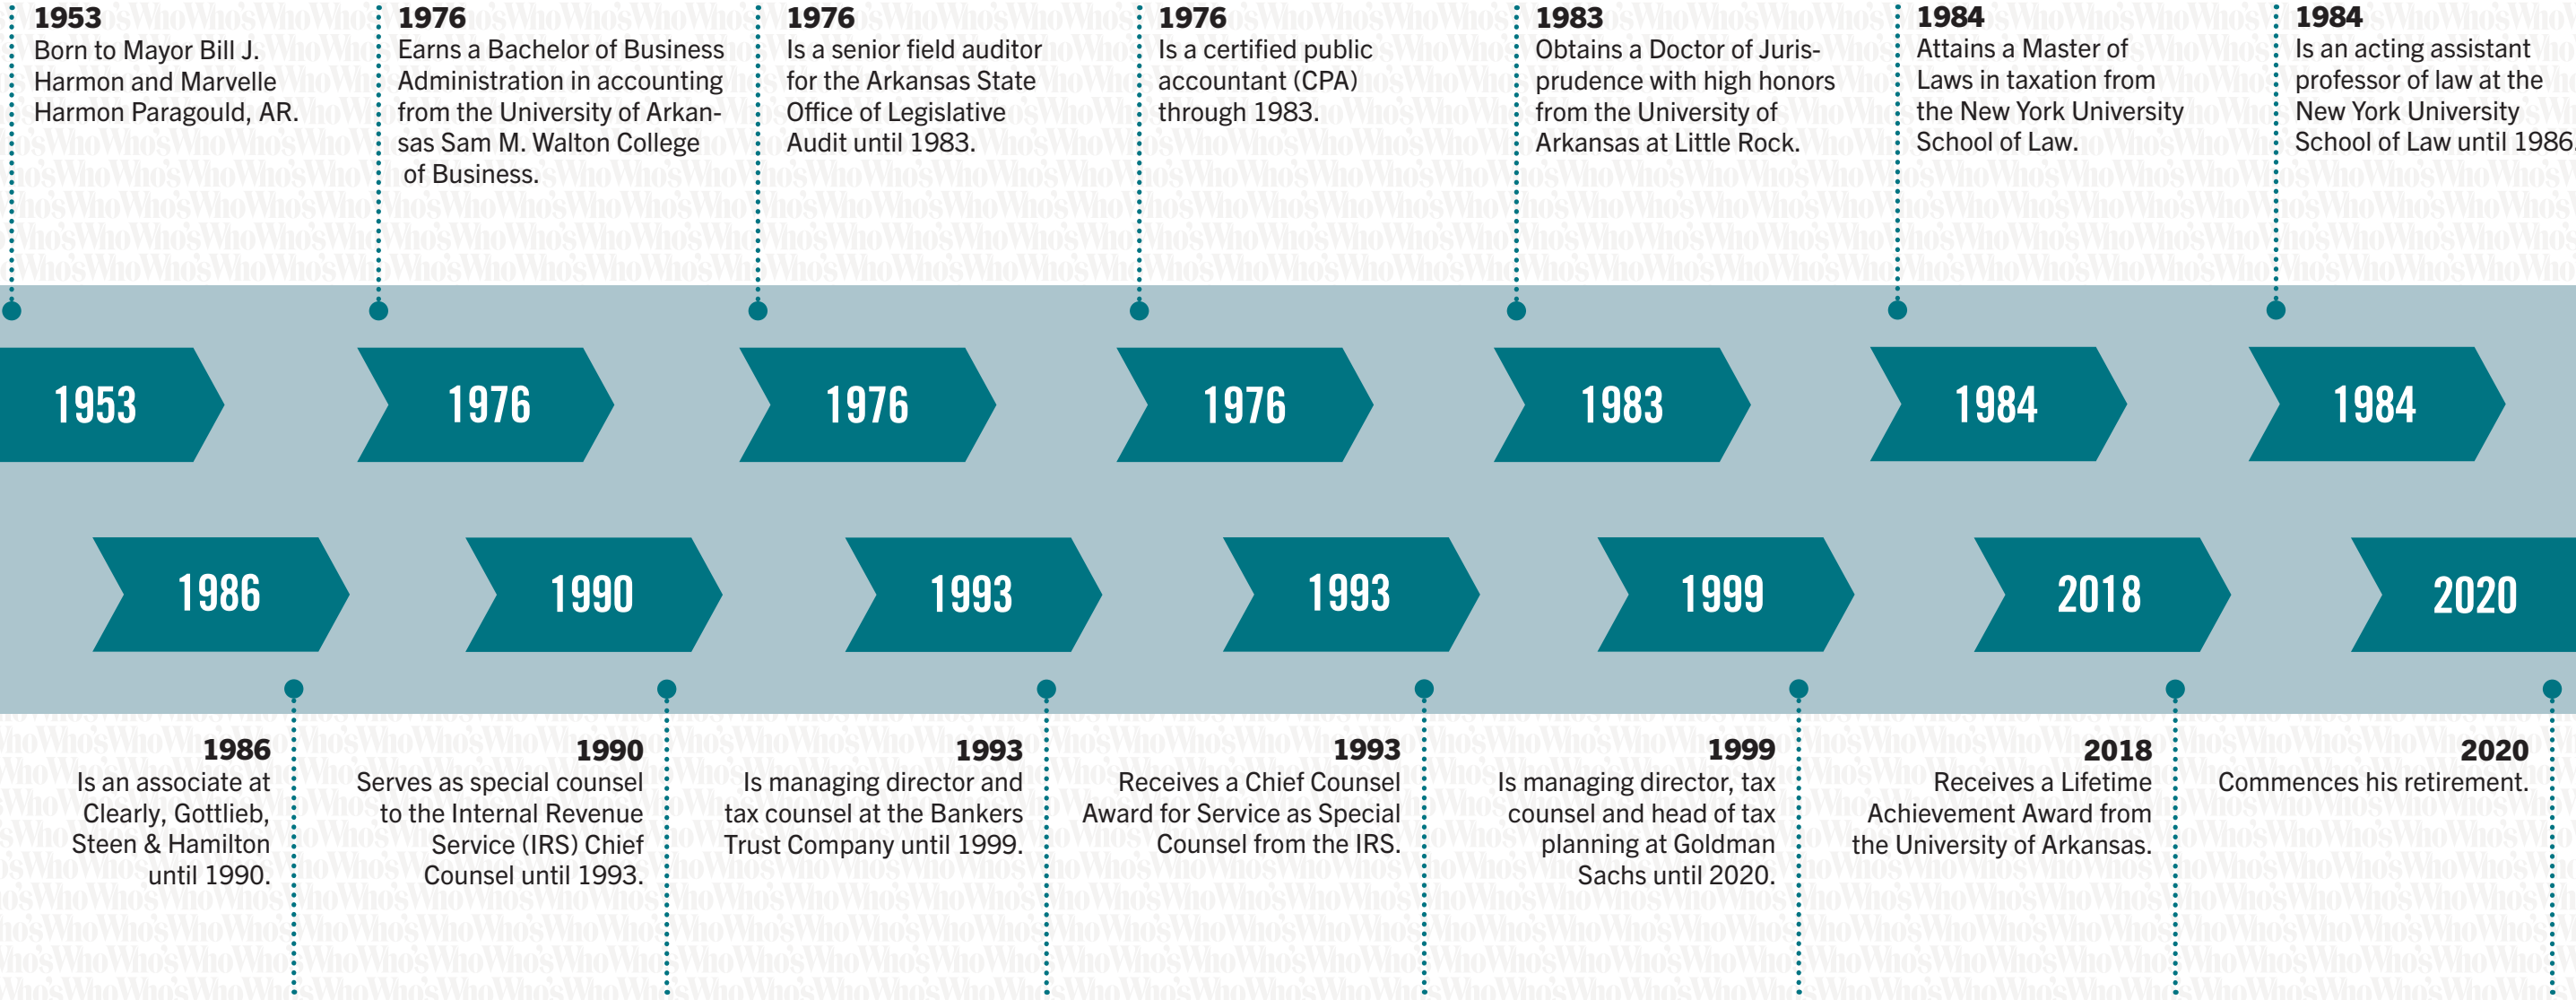 1953
Born to Mayor Bill J.
Harmon and Marvelle
Harmon Paragould, AR.
1976
Earns a Bachelor of Business
Administration in accounting
from the University of Arkan-
sas Sam M. Walton College
of Business.
1976
Is a senior field auditor
for the Arkansas State
Office of Legislative
Audit until 1983.
1976
Is a certified public
accountant (CPA)
through 1983.
1983
Obtains a Doctor of Juris-
prudence with high honors
from the University of
Arkansas at Little Rock.
1984
Attains a Master of
Laws in taxation from
the New York University
School of Law.
1984
Is an acting assistant
professor of law at the
New York University
School of Law until 1986.
1953
1976
1976
1976
1983
1984
1984
1986
1990
1993
1993
1999
2018
2020
1986
Is an associate at
Clearly, Gottlieb,
Steen & Hamilton
until 1990.
1990
Serves as special counsel
to the Internal Revenue
Service (IRS) Chief
Counsel until 1993.
1993
Is managing director and
tax counsel at the Bankers
Trust Company until 1999.
1993
Receives a Chief Counsel
Award for Service as Special
Counsel from the IRS.
1999
Is managing director, tax
counsel and head of tax
planning at Goldman
Sachs until 2020.
2018
Receives a Lifetime
Achievement Award from
the University of Arkansas.
2020
Commences his retirement.